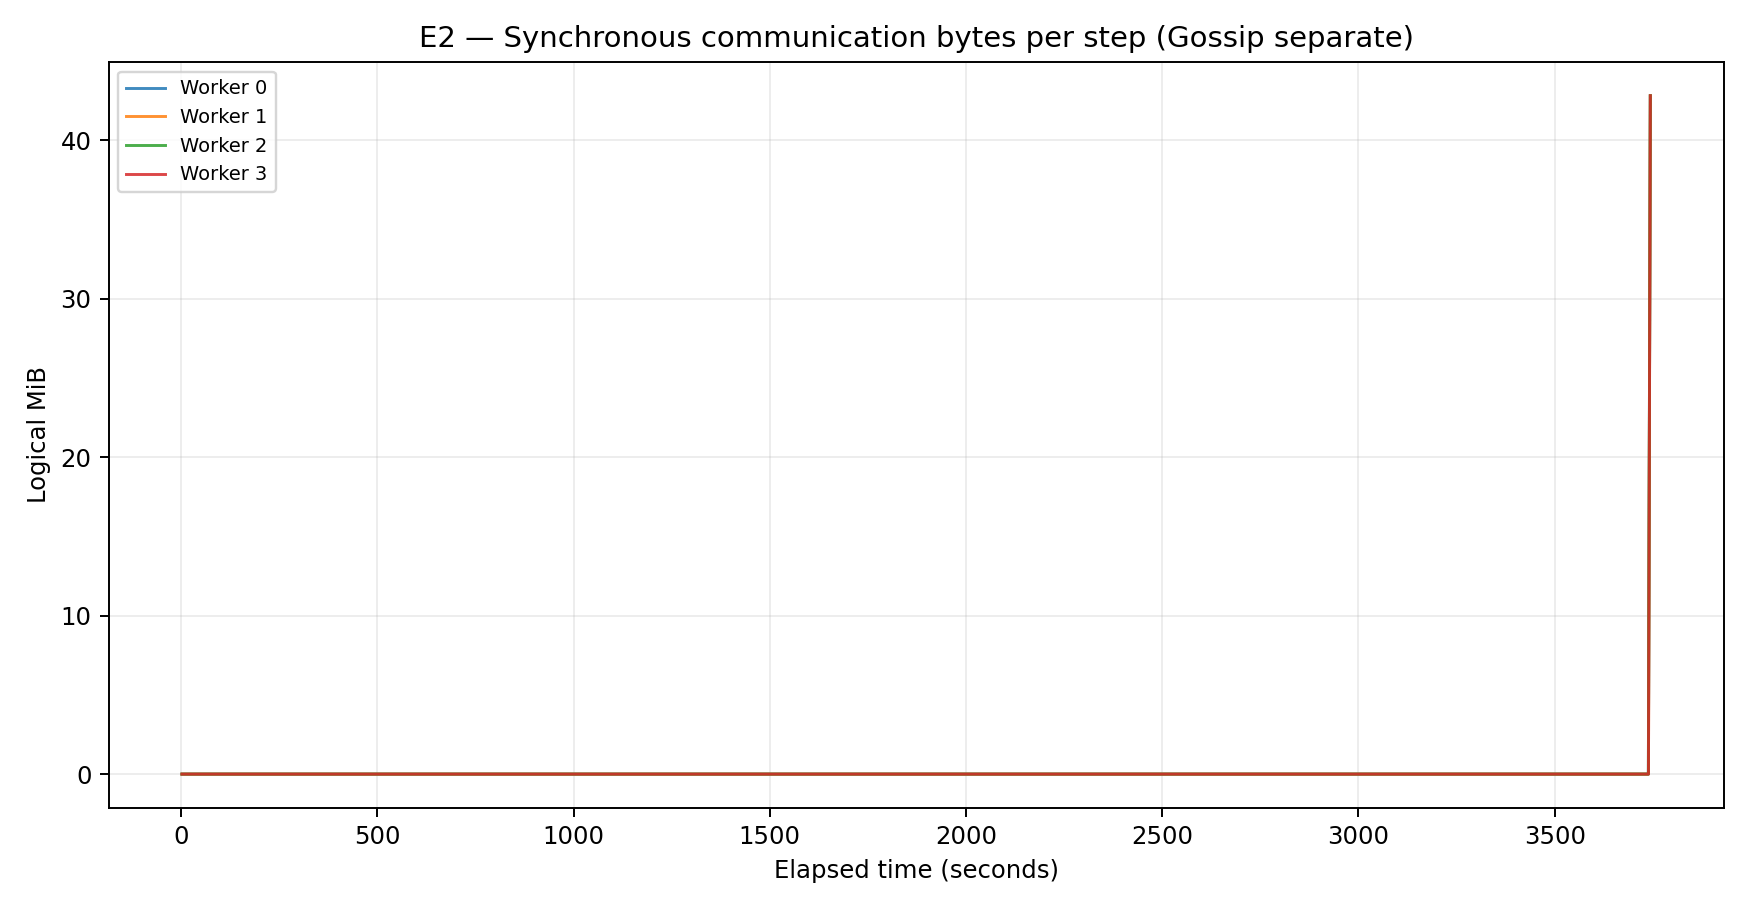 E2 — Synchronous communication bytes per step (Gossip separate)
Worker 0
Worker 1
Worker 2
Worker 3
Logical MiB
40
30
20
10
0
0 500 1000 1500 2000 2500 3000 3500
Elapsed time (seconds)